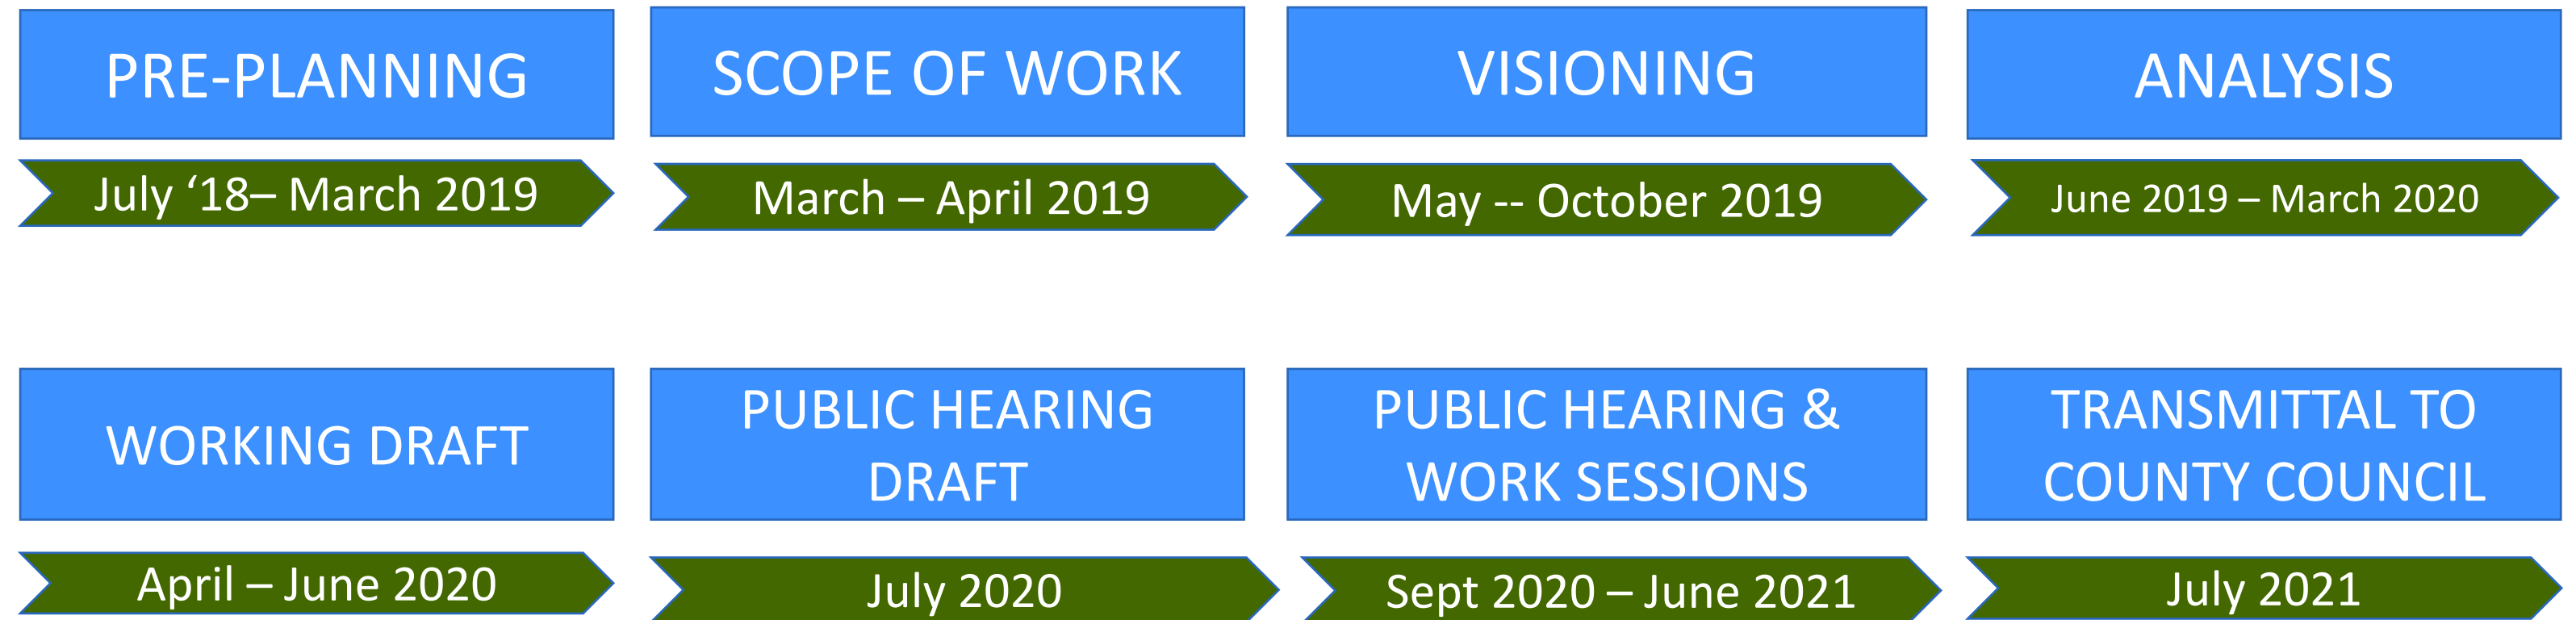 PRE-PLANNING
July ‘18– March 2019
SCOPE OF WORK
March – April 2019
VISIONING
May -- October 2019
ANALYSIS
June 2019 – March 2020
WORKING DRAFT
April – June 2020
PUBLIC HEARING
DRAFT
July 2020
PUBLIC HEARING &
WORK SESSIONS
Sept 2020 – June 2021
TRANSMITTAL TO
COUNTY COUNCIL
July 2021